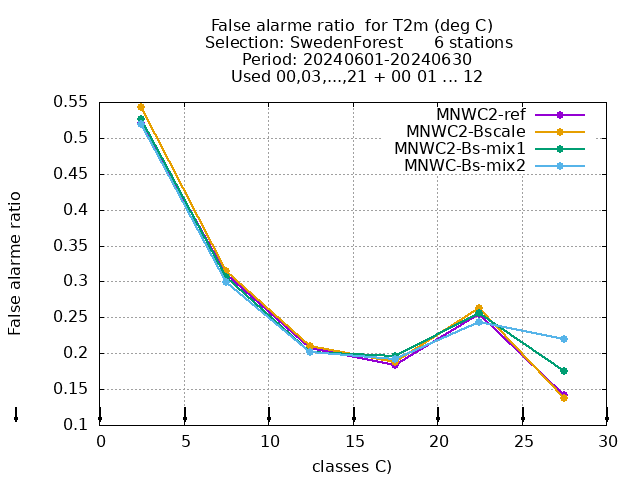 False alarme ratio  for T2m (deg C)
Selection: SwedenForest      6 stations
Period: 20240601-20240630
Used 00,03,...,21 + 00 01 ... 12
MNWC2-ref
MNWC2-Bscale
MNWC2-Bs-mix1
MNWC-Bs-mix2
False alarme ratio
0.55
0.5
0.45
0.4
0.35
0.3
0.25
0.2
0.15
0.1
0 5 10 15 20 25 30
classes C)